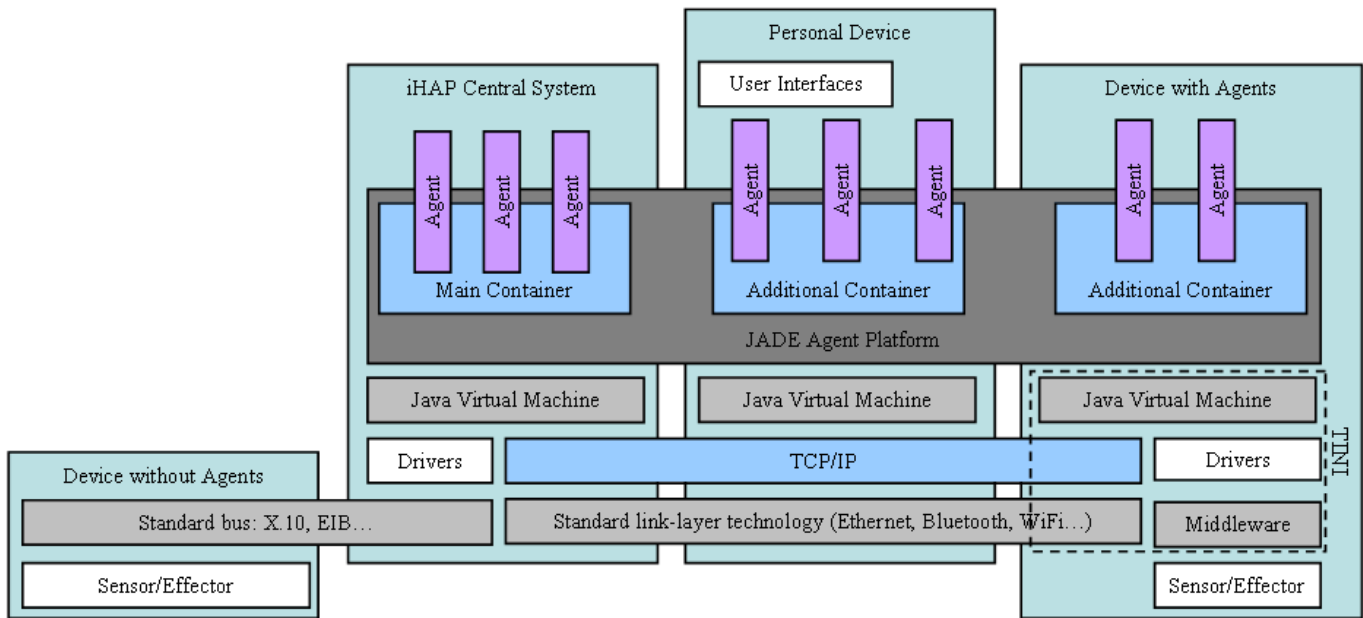 Personal Device
User Interfaces
iHAP Central System
Device with Agents
Agent
Agent
Agent
Agent
Agent
Agent
Agent
Agent
Main Container
Additional Container
Additional Container
JADE Agent Platform
Java Virtual Machine
Java Virtual Machine
Java Virtual Machine
TINI
Drivers
TCP/IP
Drivers
Device without Agents
Standard bus: X.10, EIB…
Standard link-layer technology (Ethernet, Bluetooth, WiFi…)
Middleware
Sensor/Effector
Sensor/Effector